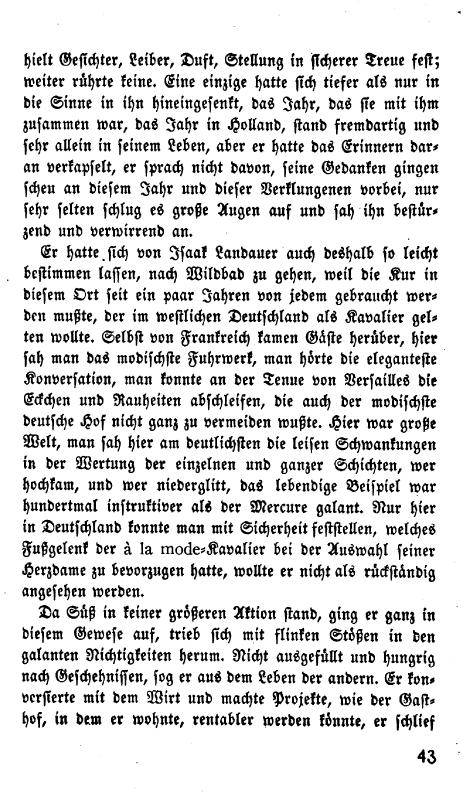 hielt Gesichter, Leiber, Duft, Stellung in sicherer Treue fest;
weiter rührte keine. Eine einzige hatte sich tiefer als nur in
die Sinne in ihn hineingesenkt, das Jahr, das sie mit ihm
zusammen war, das Jahr in Holland, stand fremdartig und
sehr allein in seinem Leben, aber er hatte das Erinnern dar-
an verkapselt, er sprach nicht davon, seine Gedanken gingen
scheu an diesem Jahr und dieser Verklungenen vorbei, nur
sehr selten schlug es große Augen auf und sah ihn bestür-
zend und verwirrend an.
Er hatte sich von Isaak Landauer auch deshalb so leicht
bestimmen lassen, nach Wildbad zu gehen, weil die Kur in
diesem Ort seit ein paar Jahren von jedem gebraucht wer-
den mußte, der im westlichen Deutschland als Kavalier gel-
ten wollte. Selbst von Frankreich kamen Gäste herüber, hier
sah man das modischste Fuhrwerk, man hörte die eleganteste
Konversation, man konnte an der Tenue von Versailles die
Eckchen und Rauheiten abschleifen, die auch der modischste
deutsche Hof nicht ganz zu vermeiden wußte. Hier war große
Welt, man sah hier am deutlichsten die leisen Schwankungen
in der Wertung der einzelnen und ganzer Schichten, wer
hochkam, und wer niederglitt, das lebendige Beispiel war
hundertmal instruktiver als der Mercure galant. Nur hier
in Deutschland konnte man mit Sicherheit feststellen, welches
Fußgelenk der à la mode-Kavalier bei der Auswahl seiner
Herzdame zu bevorzugen hatte, wollte er nicht als rückständig
angesehen werden.
Da Süß in keiner größeren Aktion stand, ging er ganz in
diesem Gewese auf, trieb sich mit flinken Stößen in den
galanten Nichtigkeiten herum. Nicht ausgefüllt und hungrig
nach Geschehnissen, sog er aus dem Leben der andern. Er kon-
versierte mit dem Wirt und machte Projekte, wie der Gast-
hof, in dem er wohnte, rentabler werden könnte, er schlief
43